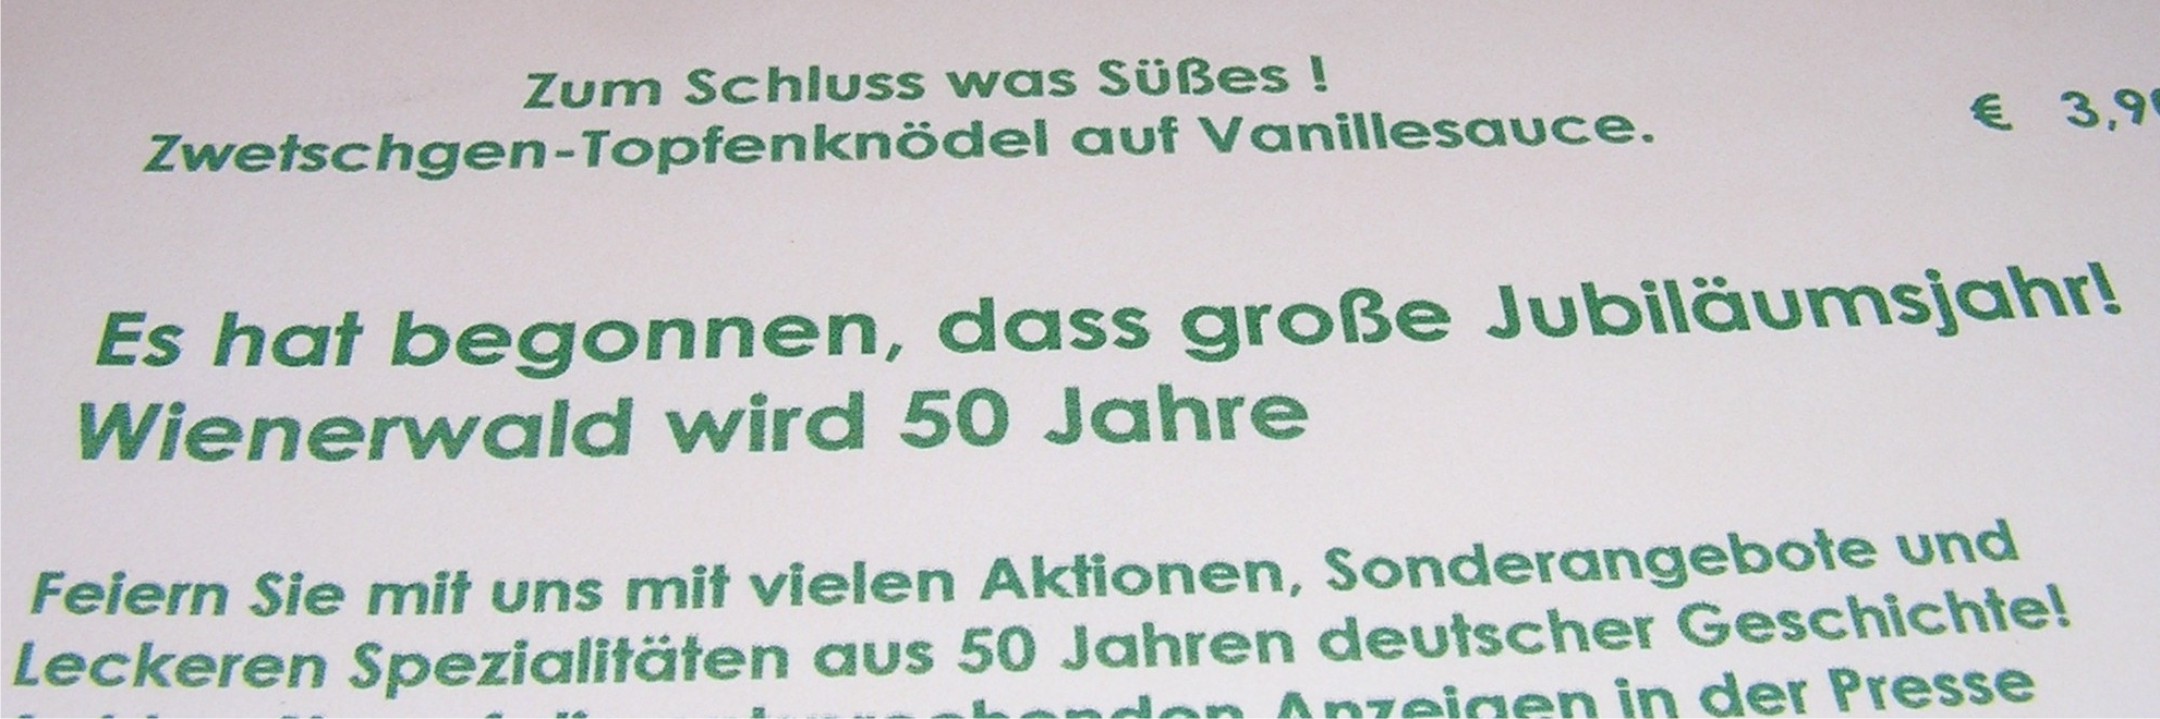 Zum Schluss was Süßes !
Zwetschgen-Topfenknödel auf Vanillesauce. € 3,9
Es hat begonnen, dass große Jubiläumsjahr!
Wienerwald wird 50 Jahre
Feiern Sie mit uns mit vielen Aktionen, Sonderangebote und
Leckeren Spezialitäten aus 50 Jahren deutscher Geschichte!
Anzeigen in der Presse